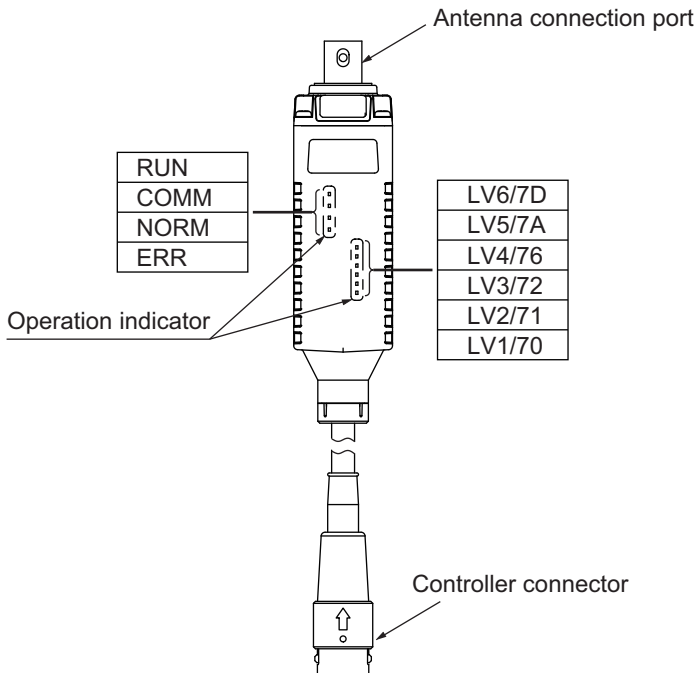 Antenna connection port
RUN
COMM
NORM
ERR
LV6/7D
LV5/7A
LV4/76
LV3/72
LV2/71
LV1/70
Operation indicator
Controller connector